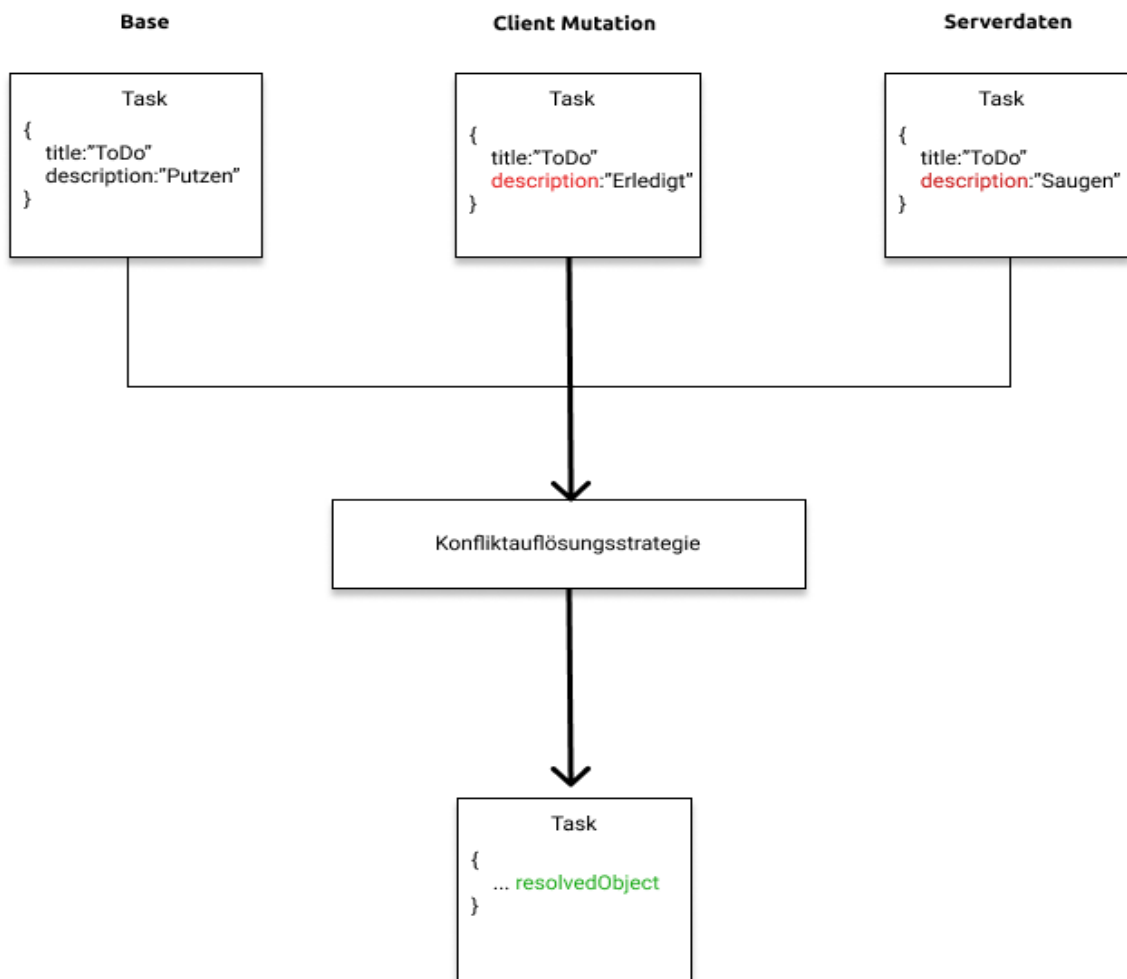 Base
Client Mutation
Serverdaten
Task
{
title:”ToDo”
description:”Putzen”
}
Task
{
title:”ToDo”
description:”Erledigt”
}
Task
{
title:”ToDo”
description:”Saugen”
}
Konfliktauflösungsstrategie
Task
{
... resolvedObject
}